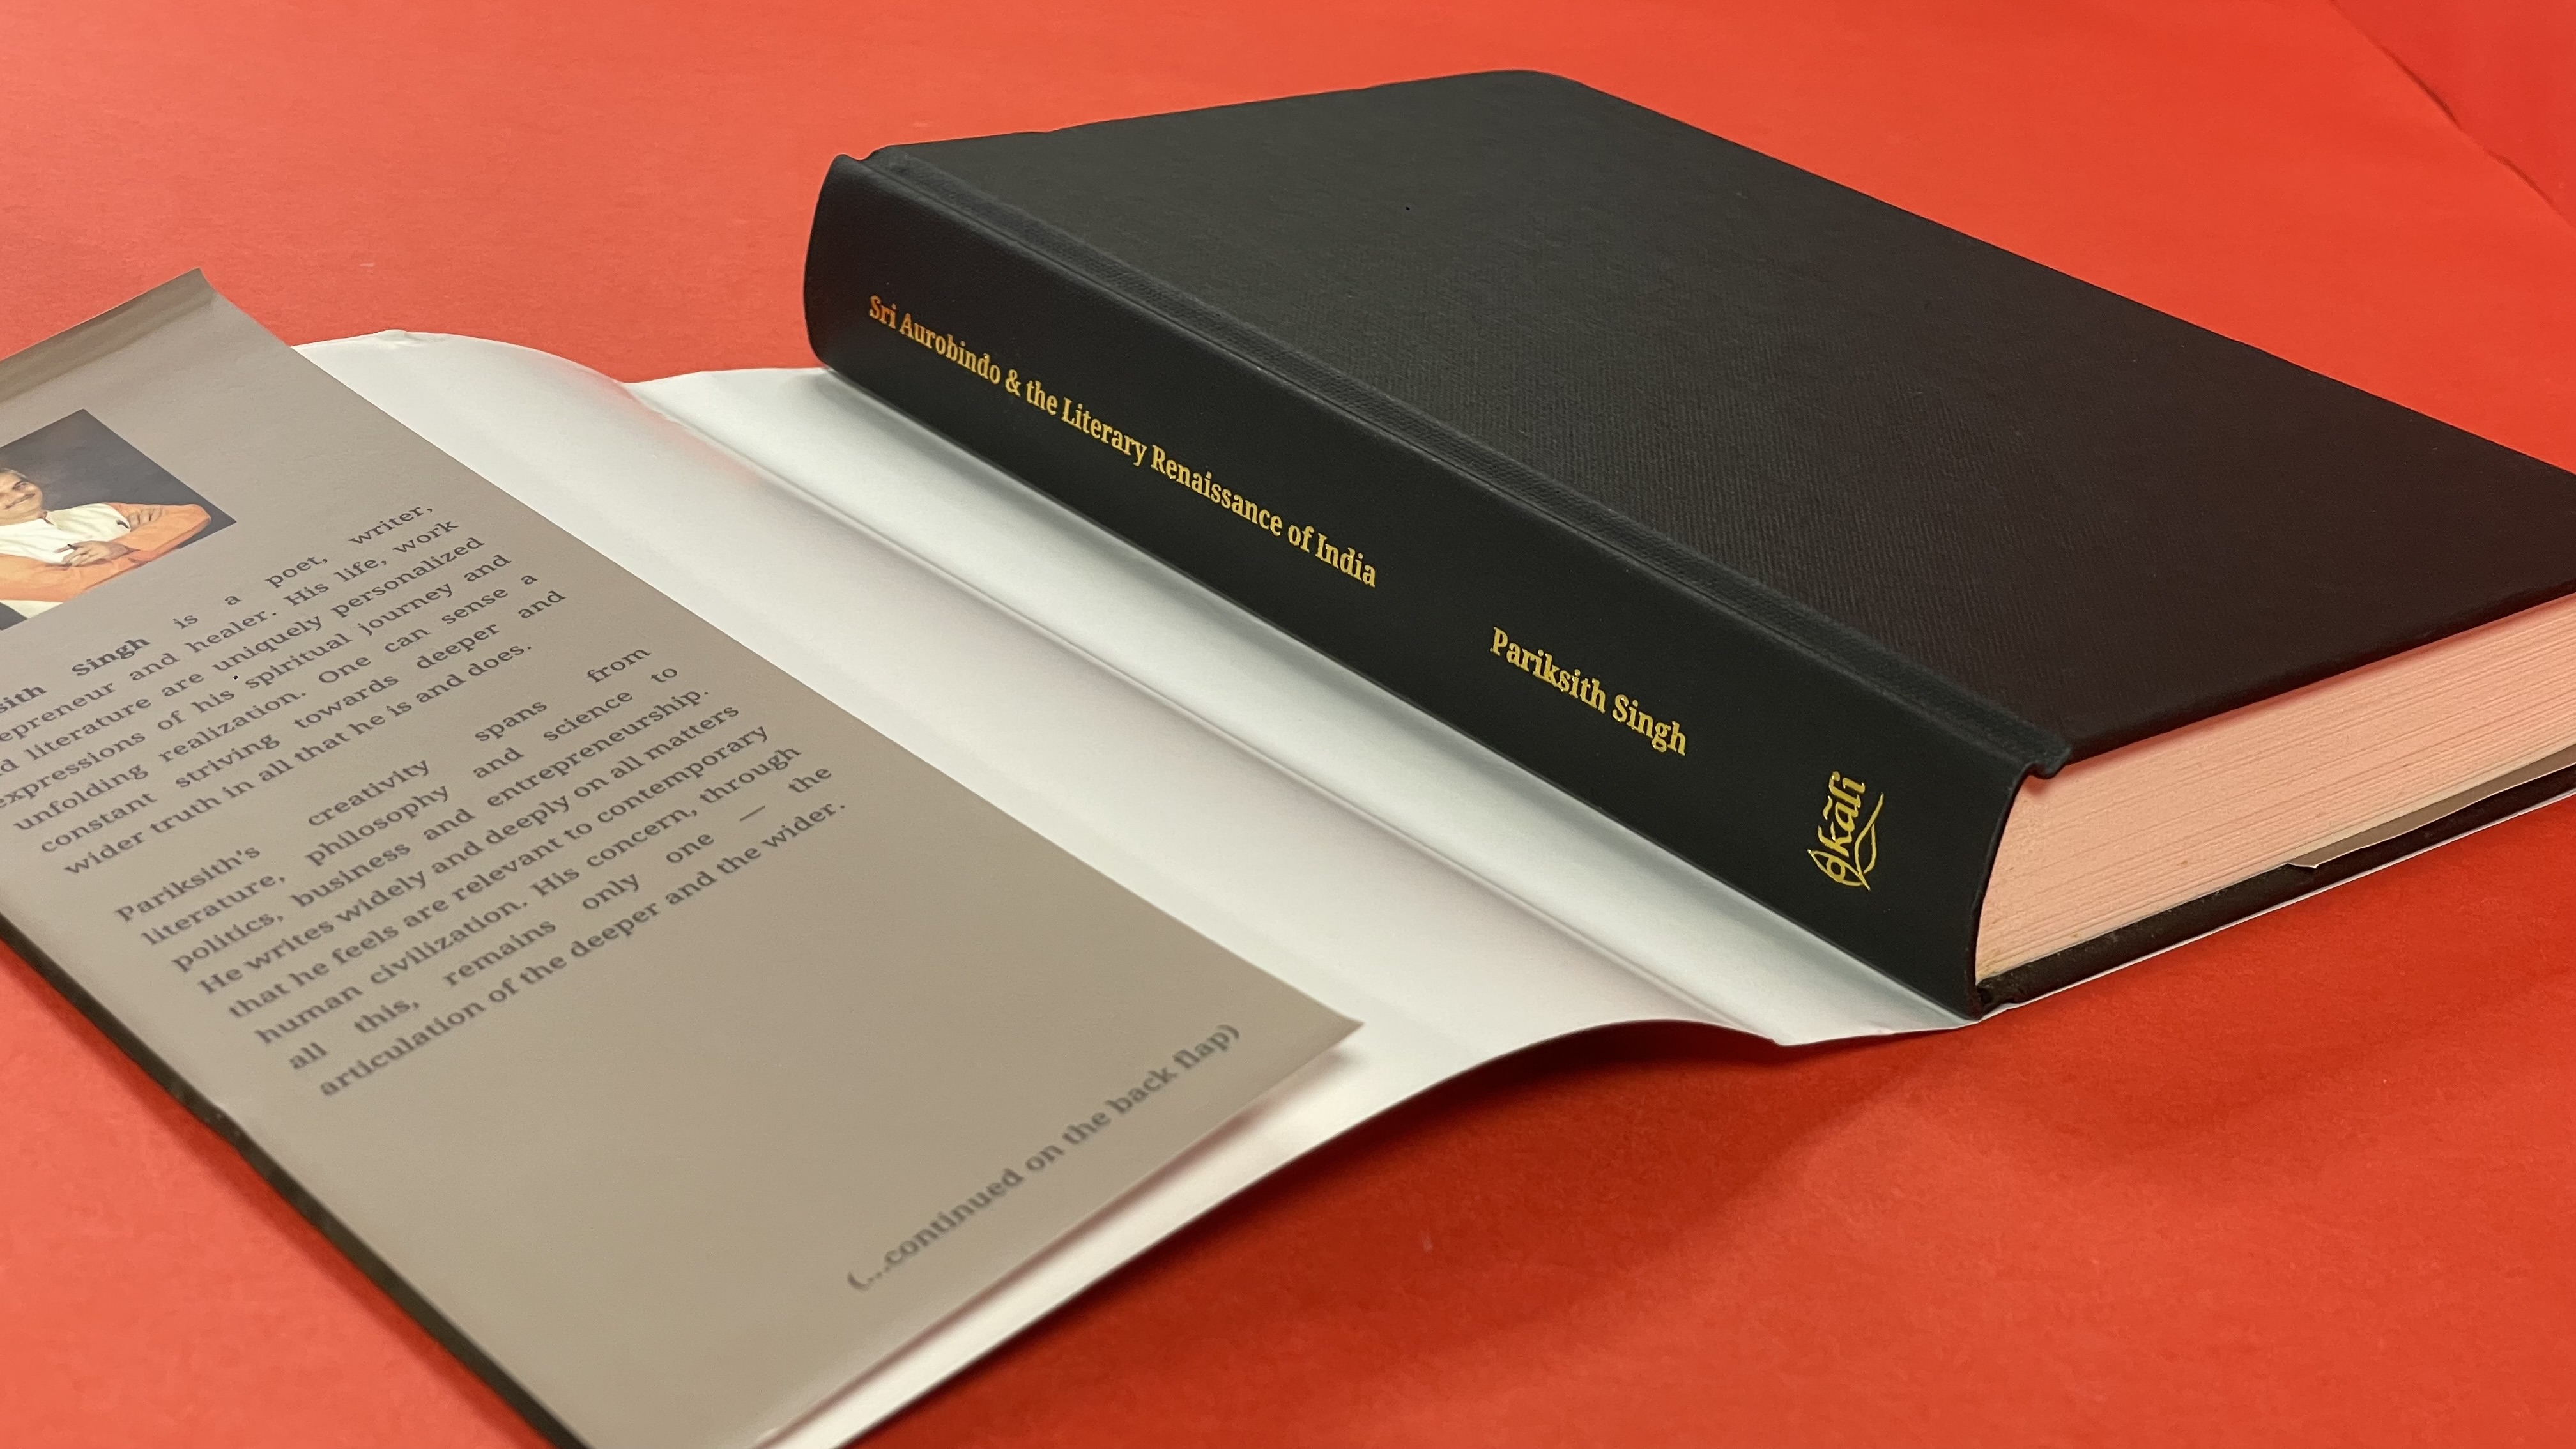 Sri Aurobindo & the Literary Renaissance of India
Pariksith Singh
kālī
Singh is a poet, writer,
and healer. His life, work
literature are uniquely personalized
expressions of his spiritual journey and
unfolding realization. One can sense a
constant striving towards deeper and
wider truth in all that he is and does.
Pariksith's creativity spans from
literature, philosophy and science to
politics, business and entrepreneurship.
He writes widely and deeply on all matters
that he feels are relevant to contemporary
human civilization. His concern, through
all this, remains only one — the
articulation of the deeper and the wider.
(...continued on the back flap)